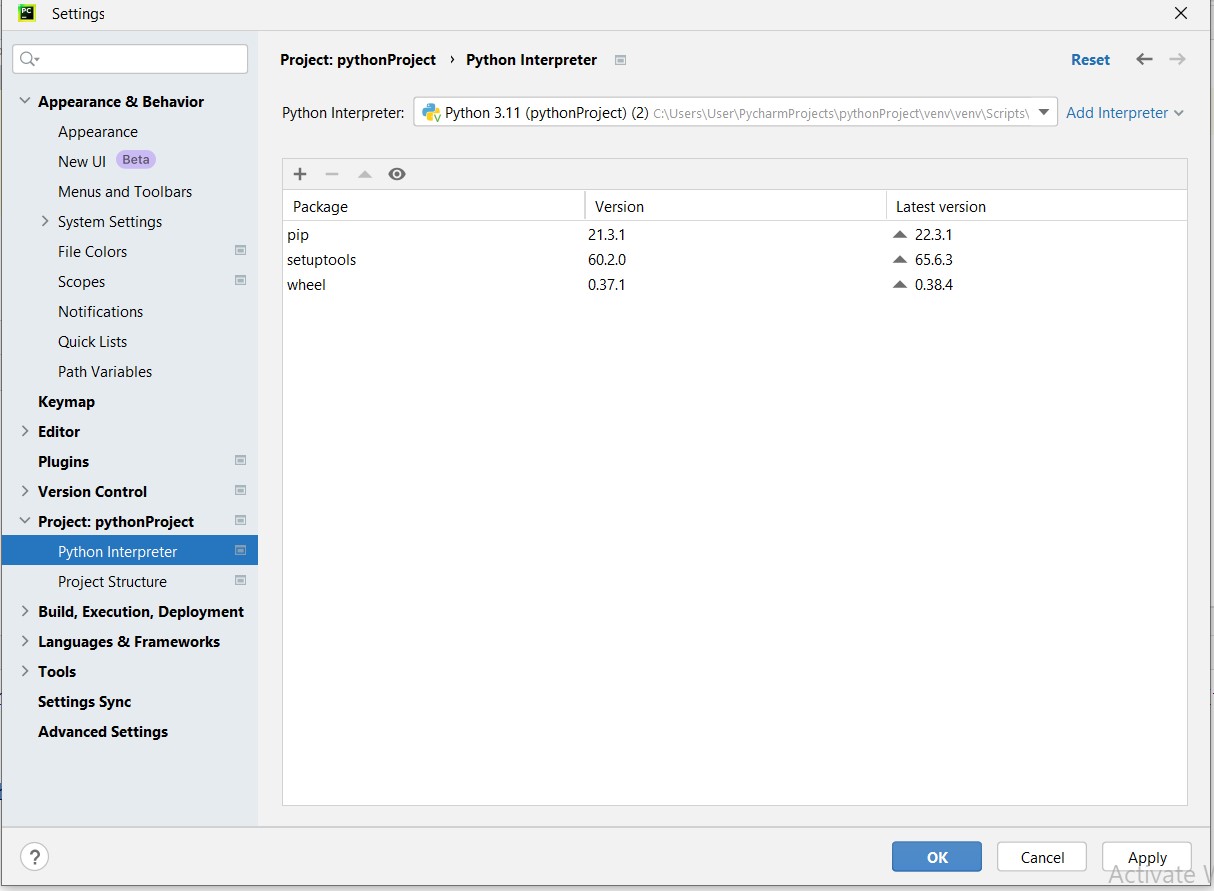 PC
Settings
Project: pythonProject › Python Interpreter
Reset
Python Interpreter: Python 3.11 (pythonProject) (2) C:\Users\User\PycharmProjects\pythonProject\venv\venv\Scripts\
Add Interpreter
Appearance & Behavior
Appearance
New UI Beta
Menus and Toolbars
System Settings
File Colors
Scopes
Notifications
Quick Lists
Path Variables
Keymap
Editor
Plugins
Version Control
Project: pythonProject
Python Interpreter
Project Structure
Build, Execution, Deployment
Languages & Frameworks
Tools
Settings Sync
Advanced Settings
Package Version Latest version
pip 21.3.1 22.3.1
setuptools 60.2.0 65.6.3
wheel 0.37.1 0.38.4
? OK Cancel Apply
Activate